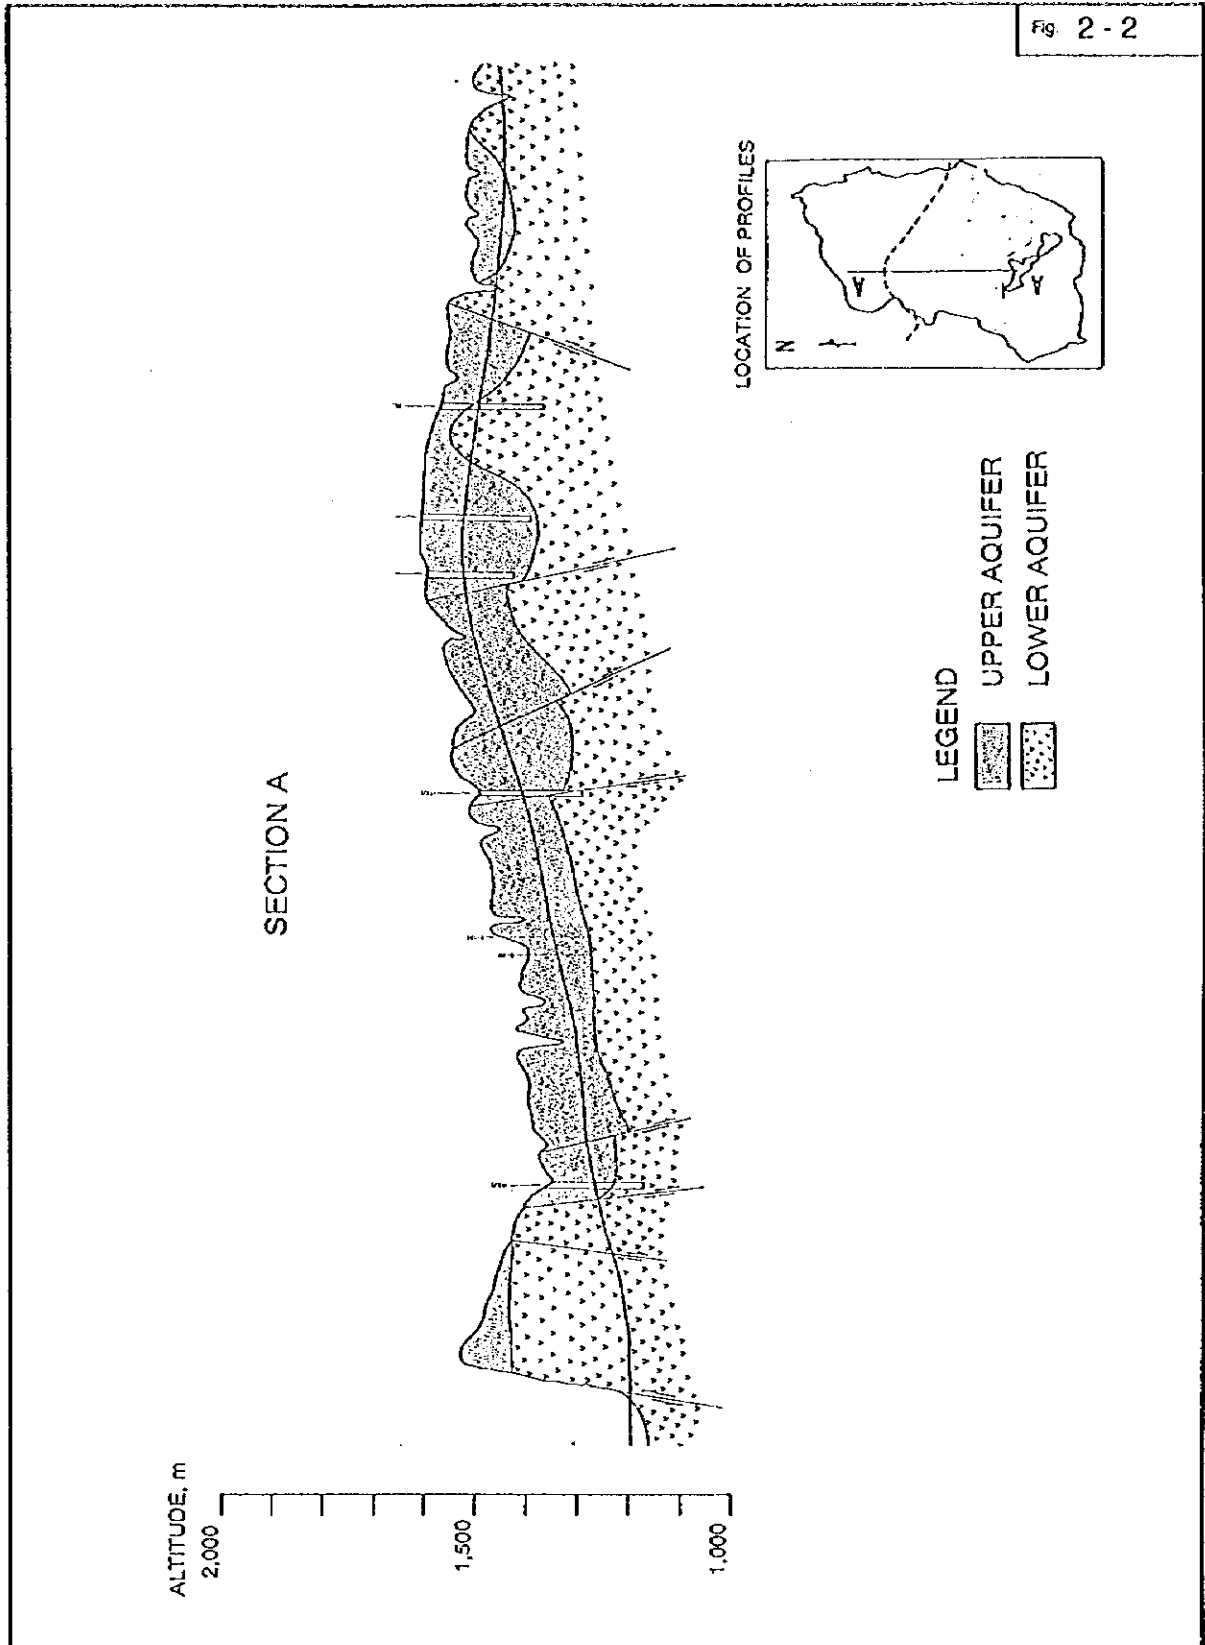 Fig. 2 - 2
SECTION A
ALTITUDE, m
2,000
1,500
1,000
LOCATION OF PROFILES
N
A
A
LEGEND
UPPER AQUIFER
LOWER AQUIFER